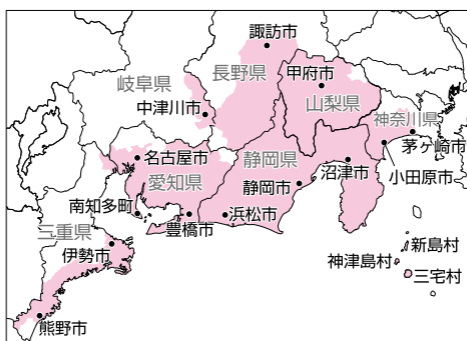 諏訪市
岐阜県
長野県
甲府市
山梨県
中津川市
神奈川県
茅ヶ崎市
名古屋市
静岡県
沼津市
小田原市
愛知県
静岡市
南知多町
豊橋市
浜松市
三重県
伊勢市
新島村
神津島村
三宅村
熊野市